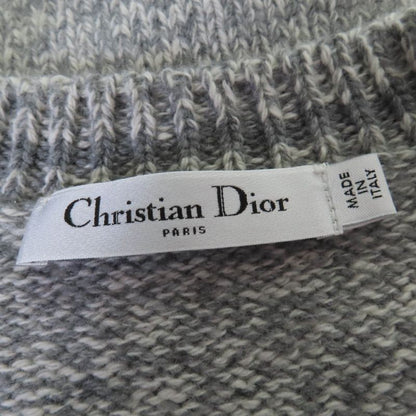 Christian Dior
PARIS
MADE
IN
ITALY